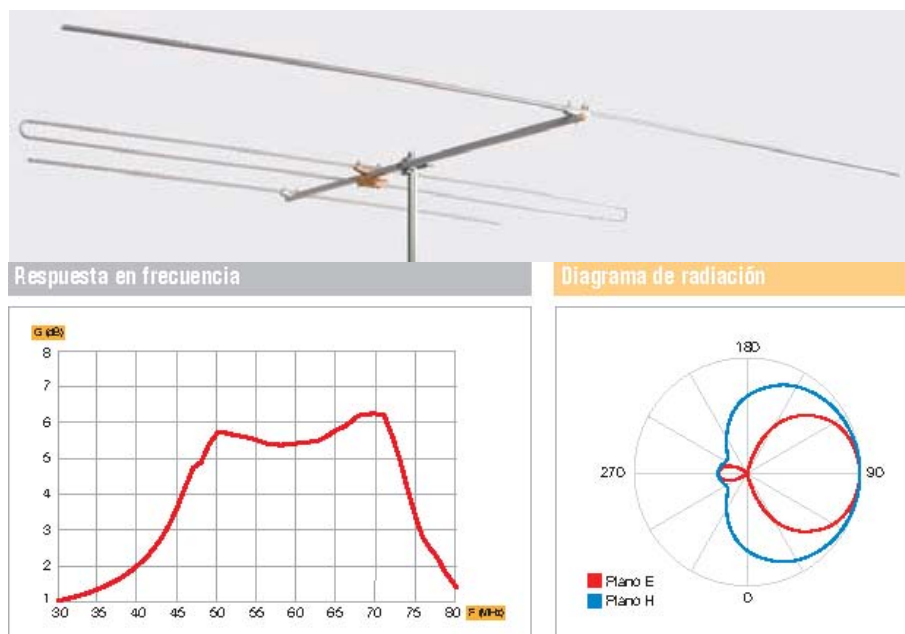 Respuesta en frecuencia
Diagrama de radiación
G (dB)
8
7
6
5
4
3
2
1
30 35 40 45 50 55 60 65 70 75 80 F (MHz)
180
270
90
0
Plano E
Plano H